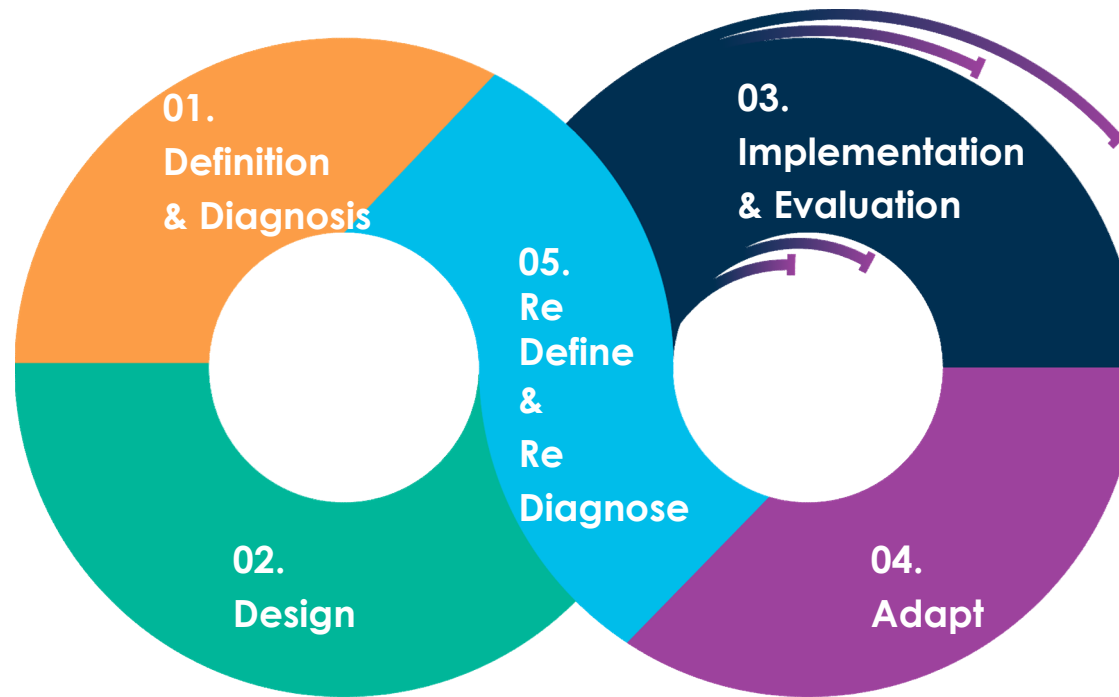 01.
Definition
& Diagnosis
02.
Design
03.
Implementation
& Evaluation
04.
Adapt
05.
Re
Define
&
Re
Diagnose